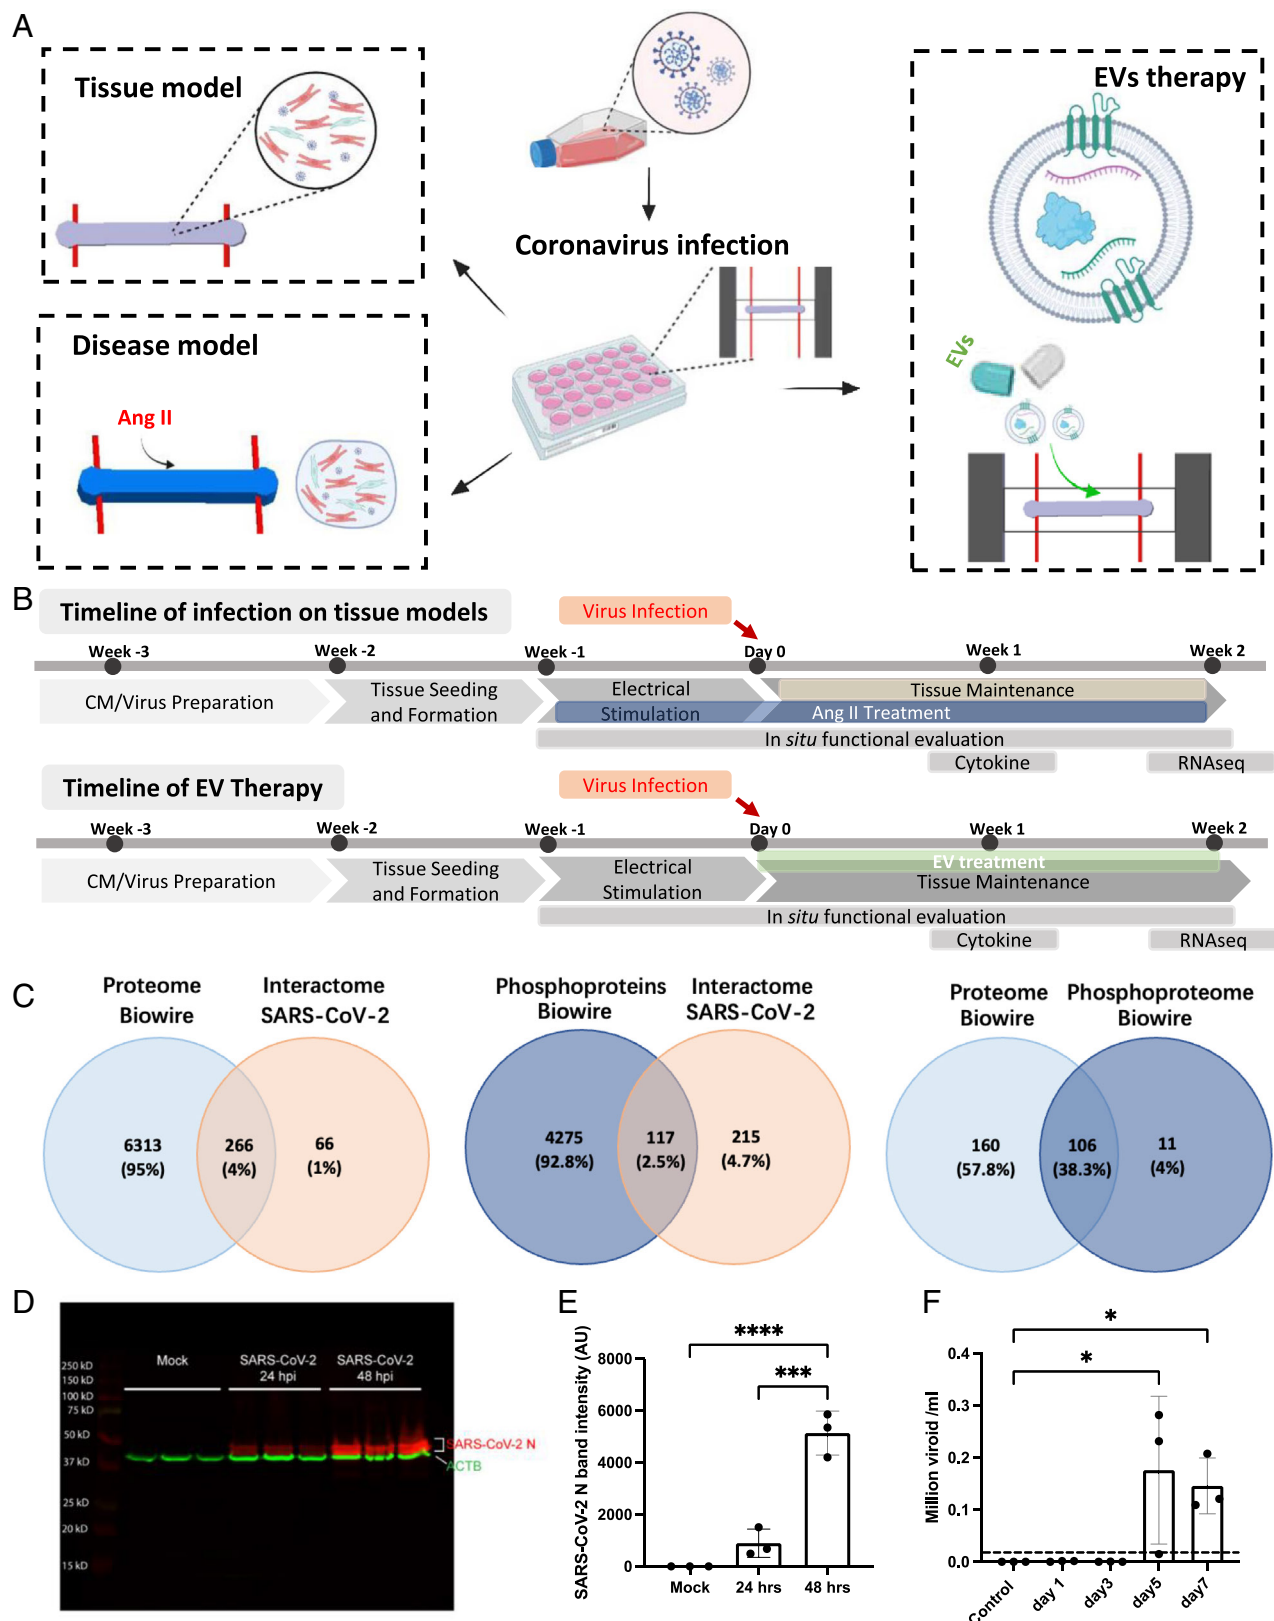 A
Tissue model
EVs therapy
Coronavirus infection
Disease model
Ang II
EVs
B
Timeline of infection on tissue models
Virus Infection
Week -3
Week -2
Week -1
Day 0
Week 1
Week 2
CM/Virus Preparation
Tissue Seeding
and Formation
Electrical
Stimulation
Tissue Maintenance
Ang II Treatment
In situ functional evaluation
Cytokine
RNAseq
Timeline of EV Therapy
Virus Infection
Week -3
Week -2
Week -1
Day 0
Week 1
Week 2
CM/Virus Preparation
Tissue Seeding
and Formation
Electrical
Stimulation
EV treatment
Tissue Maintenance
In situ functional evaluation
Cytokine
RNAseq
C
Proteome
Biowire
Interactome
SARS-CoV-2
6313
(95%)
266
(4%)
66
(1%)
Phosphoproteins
Biowire
Interactome
SARS-CoV-2
4275
(92.8%)
117
(2.5%)
215
(4.7%)
Proteome
Biowire
Phosphoproteome
Biowire
160
(57.8%)
106
(38.3%)
11
(4%)
D
250 kD
150 kD
100 kD
75 kD
50 kD
37 kD
25 kD
20 kD
15 kD
Mock
SARS-CoV-2
24 hpi
SARS-CoV-2
48 hpi
SARS-CoV-2 N
ACTB
E
SARS-CoV-2 N band intensity (AU)
8000
6000
4000
2000
0
****
***
Mock
24 hrs
48 hrs
F
Million viroid /ml
0.4
0.3
0.2
0.1
0.0
*
*
Control
day 1
day3
day5
day7